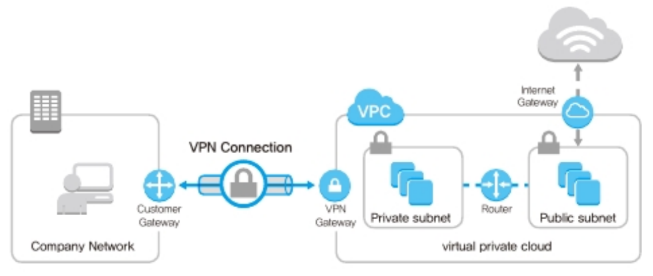 Internet
Gateway
VPC
VPN Connection
Customer
Gateway
VPN
Gateway
Private subnet
Router
Public subnet
Company Network
virtual private cloud